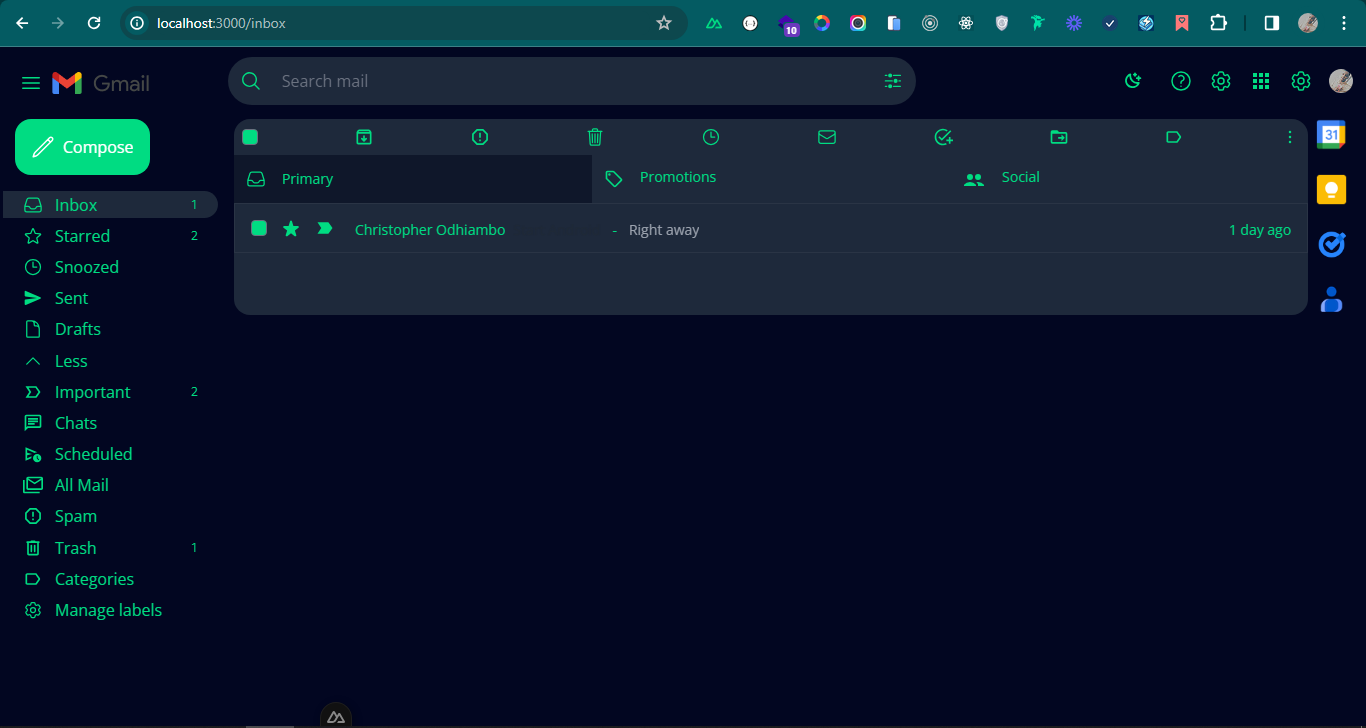 localhost:3000/inbox
10
Gmail
Search mail
Compose
31
Primary
Promotions
Social
Inbox 1
Christopher Odhiambo - Right away 1 day ago
Starred 2
Snoozed
Sent
Drafts
Less
Important 2
Chats
Scheduled
All Mail
Spam
Trash 1
Categories
Manage labels